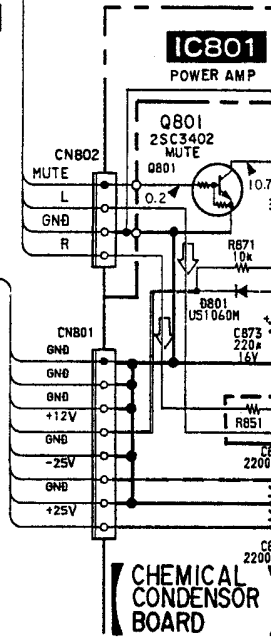 IC801
POWER AMP
Q801
2SC3402
MUTE
CN802
Q801
MUTE
L
0.2
10.7
GND
R
R871
10k
D801
US1060M
CN801
C873
220µ
16V
GND
GND
GND
+12V
R851
GND
-25V
2200
GND
+25V
2200
CHEMICAL
CONDENSOR
BOARD